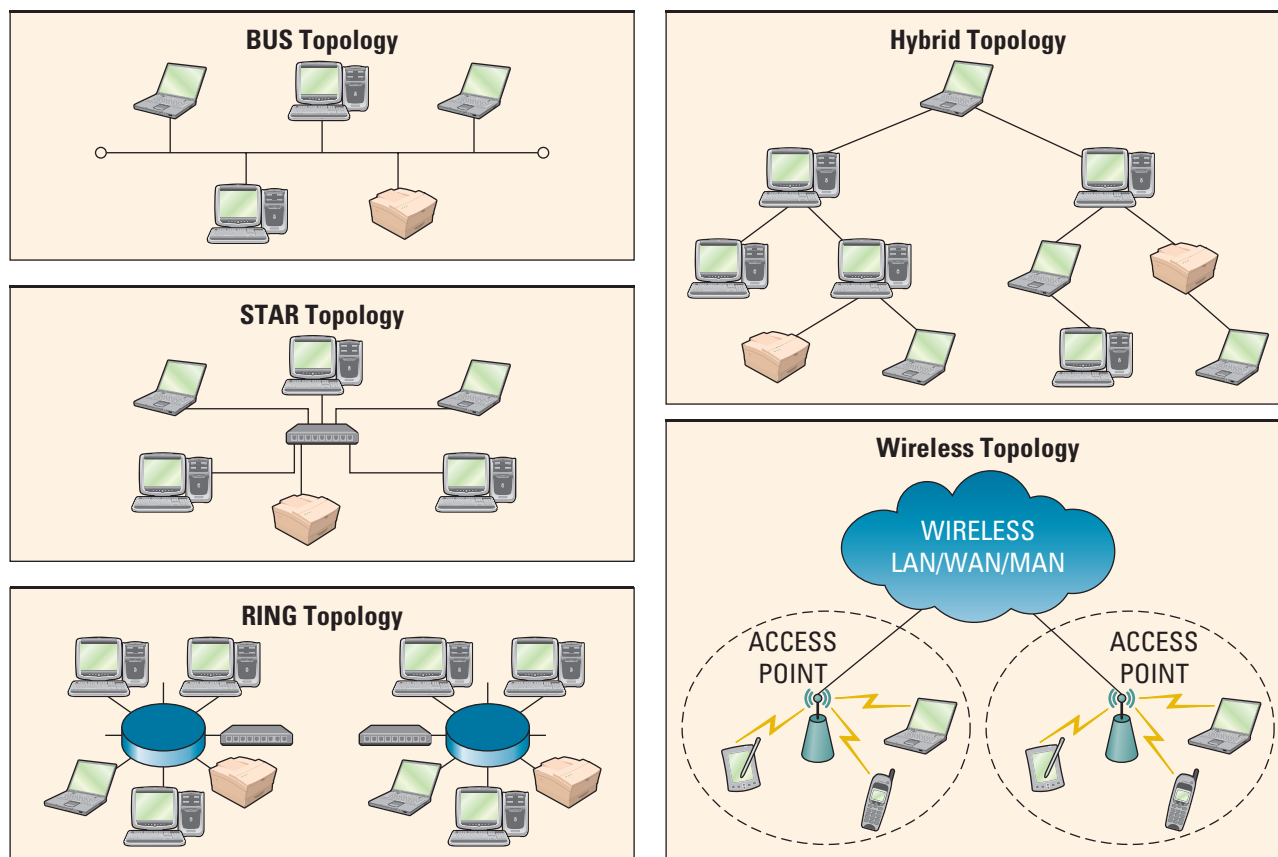 BUS Topology
STAR Topology
RING Topology
Hybrid Topology
Wireless Topology
WIRELESS
LAN/WAN/MAN
ACCESS
POINT
ACCESS
POINT